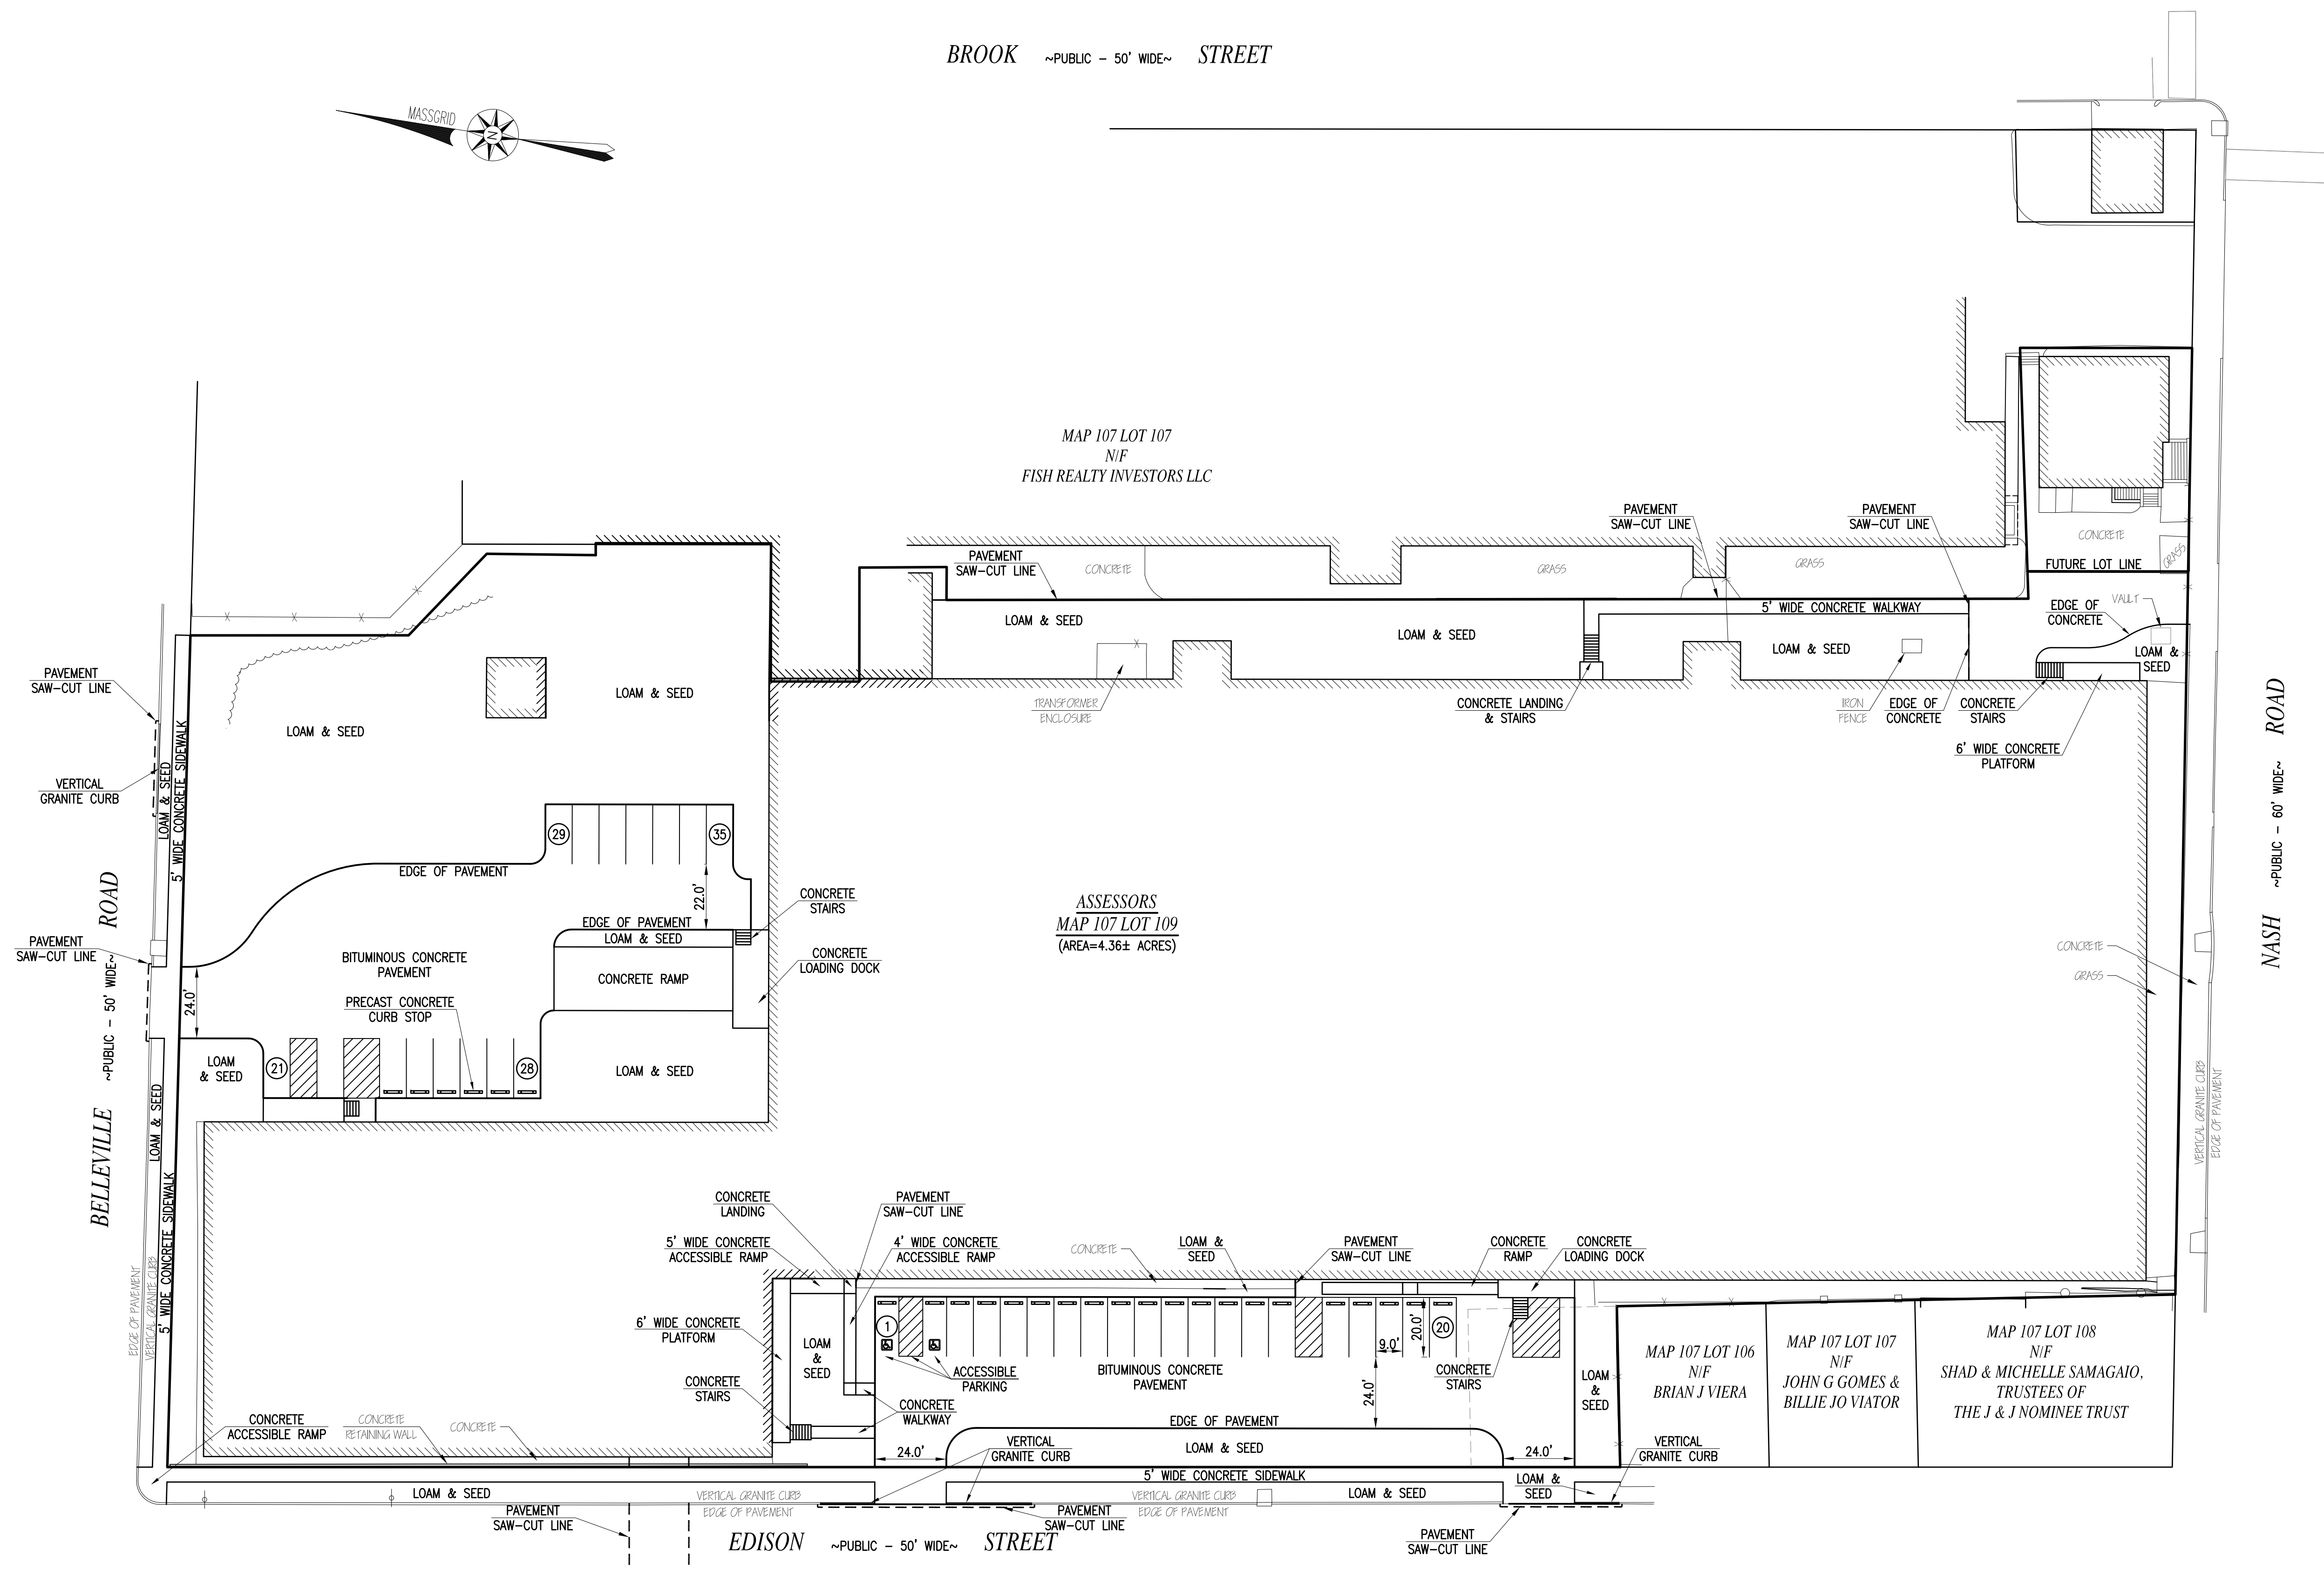 BROOK ~PUBLIC – 50' WIDE~ STREET
MASSGRID
N
MAP 107 LOT 107
N/F
FISH REALTY INVESTORS LLC
PAVEMENT
SAW-CUT LINE
CONCRETE
GRASS
PAVEMENT
SAW-CUT LINE
GRASS
PAVEMENT
SAW-CUT LINE
CONCRETE
GRASS
FUTURE LOT LINE
VAULT
EDGE OF
CONCRETE
5' WIDE CONCRETE WALKWAY
LOAM & SEED
LOAM & SEED
LOAM & SEED
LOAM &
SEED
TRANSFORMER
ENCLOSURE
CONCRETE LANDING
& STAIRS
IRON
FENCE
EDGE OF
CONCRETE
CONCRETE
STAIRS
6' WIDE CONCRETE
PLATFORM
NASH ~PUBLIC – 60' WIDE~ ROAD
PAVEMENT
SAW-CUT LINE
VERTICAL
GRANITE CURB
LOAM & SEED
5' WIDE CONCRETE SIDEWALK
LOAM & SEED
LOAM & SEED
29
35
EDGE OF PAVEMENT
22.0'
CONCRETE
STAIRS
EDGE OF PAVEMENT
LOAM & SEED
CONCRETE
LOADING DOCK
CONCRETE RAMP
BITUMINOUS CONCRETE
PAVEMENT
PRECAST CONCRETE
CURB STOP
PAVEMENT
SAW-CUT LINE
24.0'
BELLEVILLE ~PUBLIC – 50' WIDE~ ROAD
LOAM
& SEED
21
28
LOAM & SEED
ASSESSORS
MAP 107 LOT 109
(AREA=4.36± ACRES)
CONCRETE
GRASS
VERTICAL GRANITE CURB
EDGE OF PAVEMENT
LOAM & SEED
5' WIDE CONCRETE SIDEWALK
EDGE OF PAVEMENT
VERTICAL GRANITE CURB
CONCRETE
LANDING
PAVEMENT
SAW-CUT LINE
5' WIDE CONCRETE
ACCESSIBLE RAMP
4' WIDE CONCRETE
ACCESSIBLE RAMP
CONCRETE
LOAM &
SEED
PAVEMENT
SAW-CUT LINE
CONCRETE
RAMP
CONCRETE
LOADING DOCK
6' WIDE CONCRETE
PLATFORM
LOAM
&
SEED
1
20
9.0'
20.0'
24.0'
ACCESSIBLE
PARKING
BITUMINOUS CONCRETE
PAVEMENT
CONCRETE
STAIRS
LOAM
&
SEED
CONCRETE
STAIRS
CONCRETE
WALKWAY
MAP 107 LOT 106
N/F
BRIAN J VIERA
MAP 107 LOT 107
N/F
JOHN G GOMES &
BILLIE JO VIATOR
MAP 107 LOT 108
N/F
SHAD & MICHELLE SAMAGAIO,
TRUSTEES OF
THE J & J NOMINEE TRUST
CONCRETE
ACCESSIBLE RAMP
CONCRETE
RETAINING WALL
CONCRETE
24.0'
EDGE OF PAVEMENT
LOAM & SEED
VERTICAL
GRANITE CURB
24.0'
VERTICAL
GRANITE CURB
5' WIDE CONCRETE SIDEWALK
LOAM & SEED
VERTICAL GRANITE CURB
EDGE OF PAVEMENT
VERTICAL GRANITE CURB
EDGE OF PAVEMENT
LOAM & SEED
LOAM &
SEED
PAVEMENT
SAW-CUT LINE
PAVEMENT
SAW-CUT LINE
PAVEMENT
SAW-CUT LINE
EDISON ~PUBLIC – 50' WIDE~ STREET